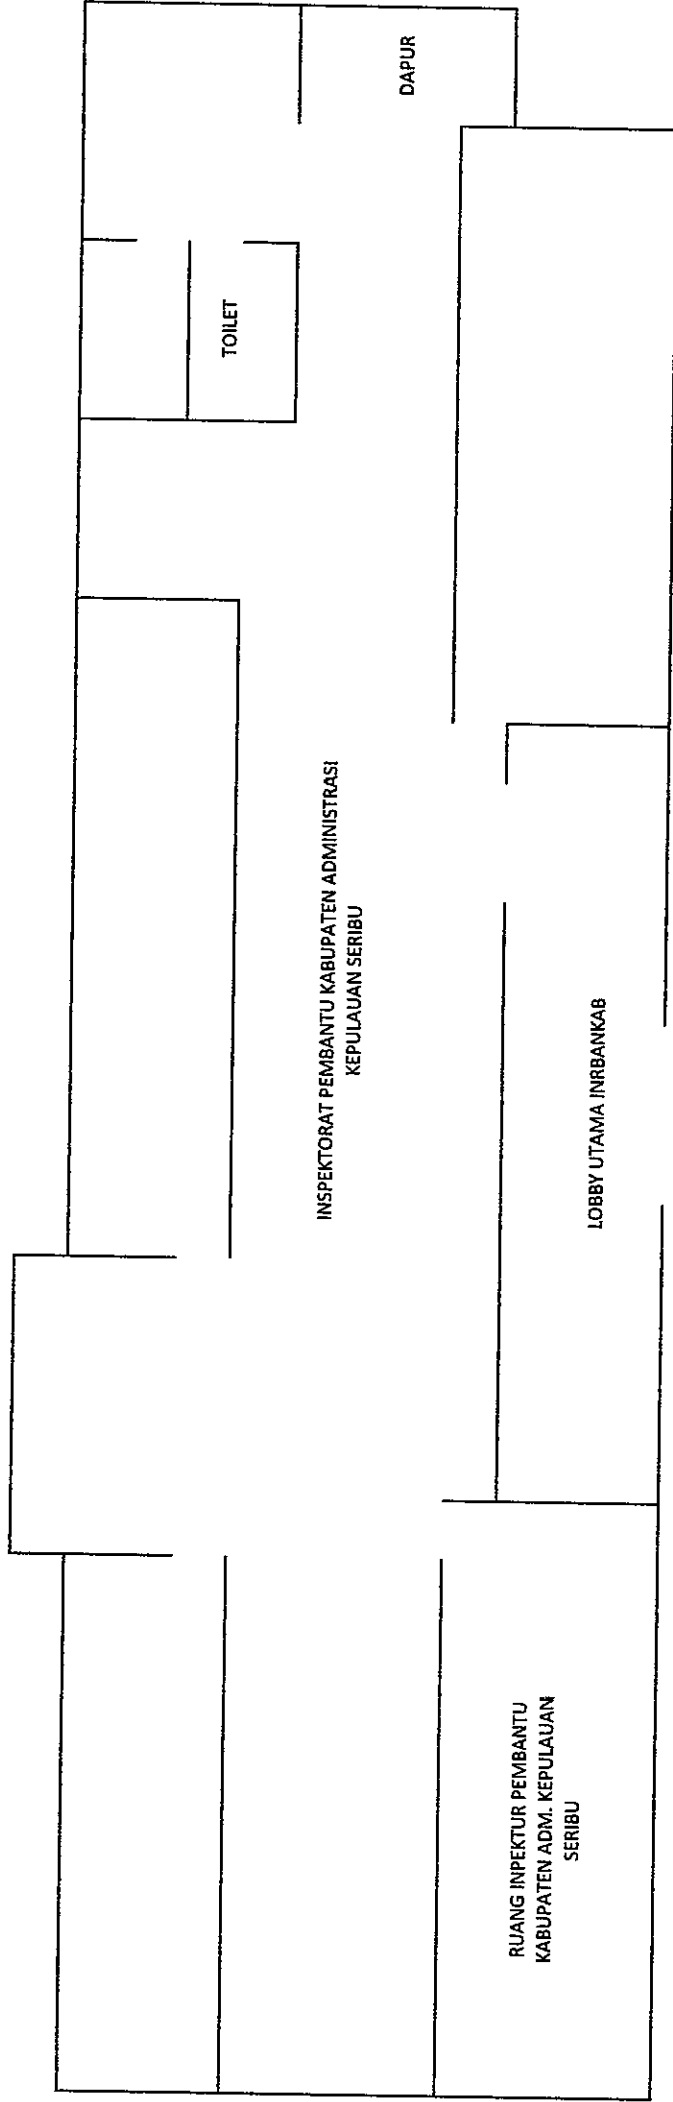 DAPUR
TOILET
INSPEKTORAT PEMBANTU KABUPATEN ADMINISTRASI
KEPULAUAN SERIBU
LOBBY UTAMA INRBANKAB
RUANG INPEKTUR PEMBANTU
KABUPATEN ADM. KEPULAUAN
SERIBU